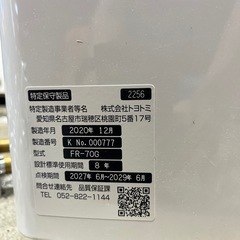 特定保守製品 2256
特定製造事業者等名 株式会社トヨトミ
愛知県名古屋市瑞穂区桃園町5番17号
製造年月 2020年 12月
製造番号 K No.000777
型式 FR-70G
設計標準使用期間 8 年
点検期間 2027年 6月~2029年 6月
問合せ連絡先 品質保証課
TEL 052-822-1144